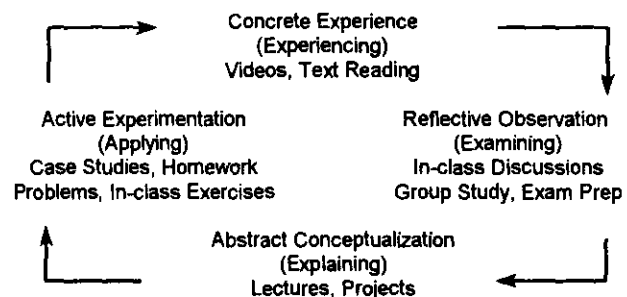 Concrete Experience
(Experiencing)
Videos, Text Reading
Active Experimentation
(Applying)
Case Studies, Homework
Problems, In-class Exercises
Reflective Observation
(Examining)
In-class Discussions
Group Study, Exam Prep
Abstract Conceptualization
(Explaining)
Lectures, Projects